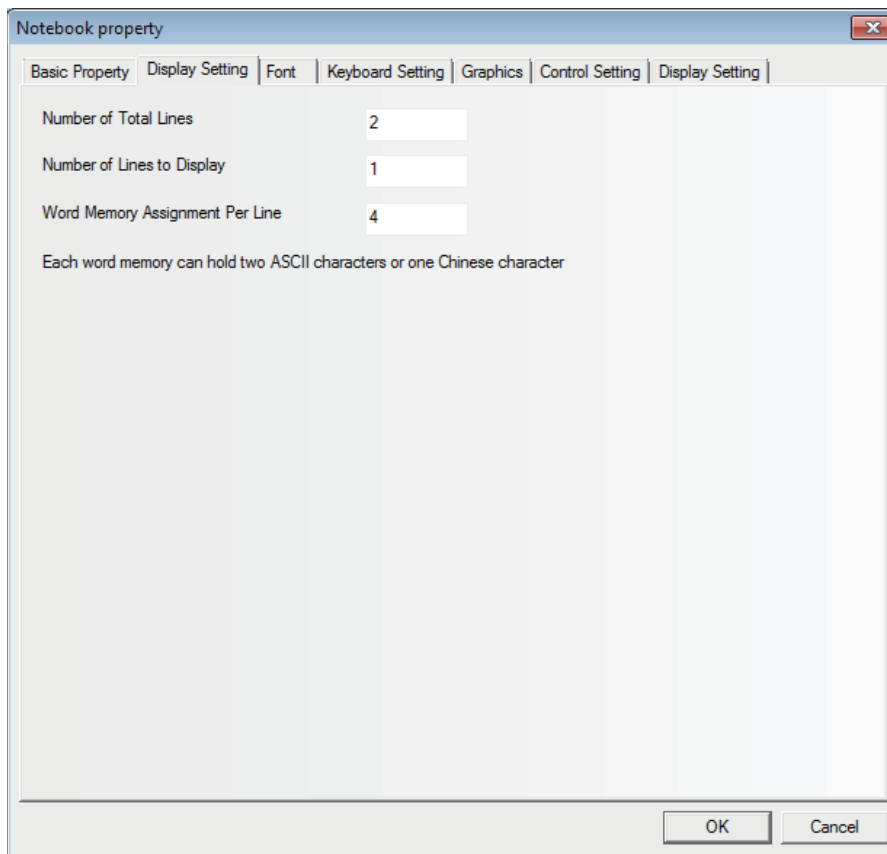 Notebook property
Basic Property Display Setting Font Keyboard Setting Graphics Control Setting Display Setting
Number of Total Lines 2
Number of Lines to Display 1
Word Memory Assignment Per Line 4
Each word memory can hold two ASCII characters or one Chinese character
OK Cancel